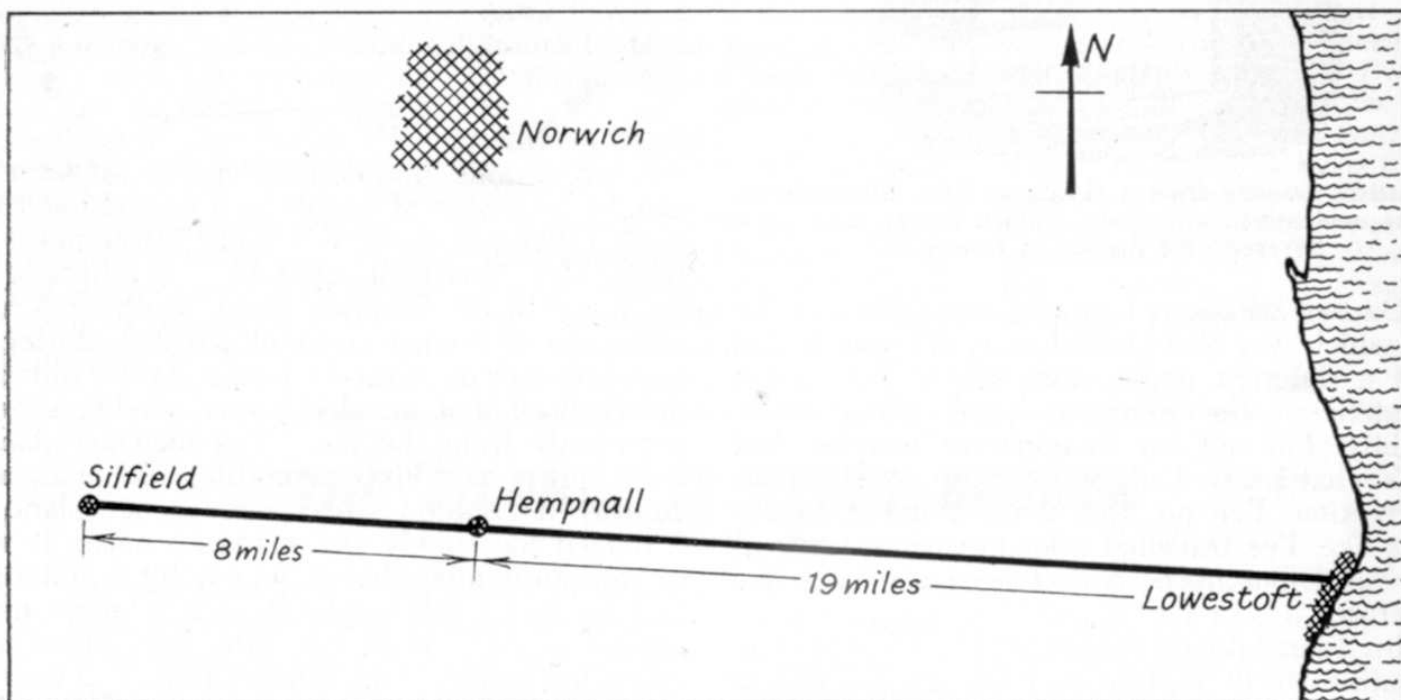 N
Norwich
Silfield
Hempnall
8 miles
19 miles
Lowestoft